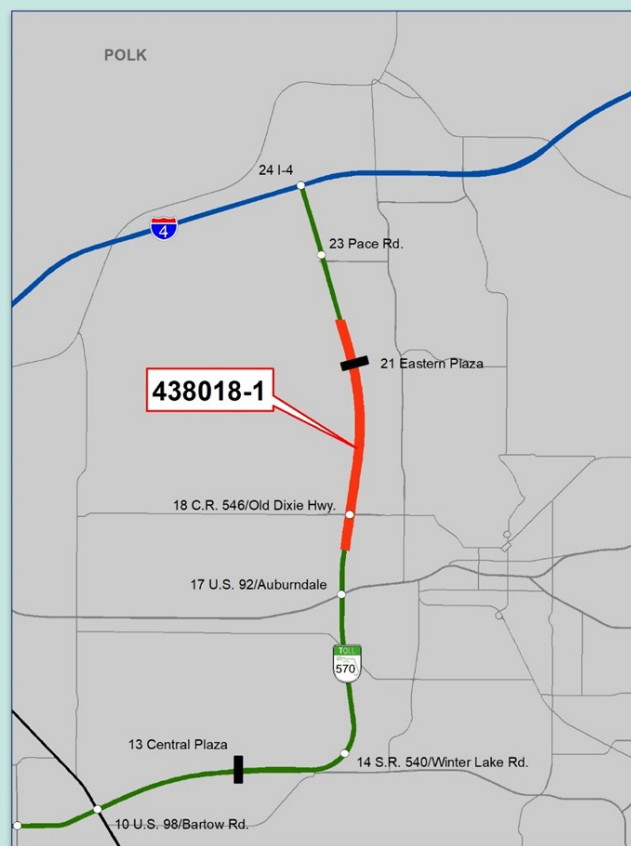 POLK
24 I-4
4
23 Pace Rd.
21 Eastern Plaza
438018-1
18 C.R. 546/Old Dixie Hwy.
17 U.S. 92/Auburndale
TOLL
570
13 Central Plaza
14 S.R. 540/Winter Lake Rd.
10 U.S. 98/Bartow Rd.